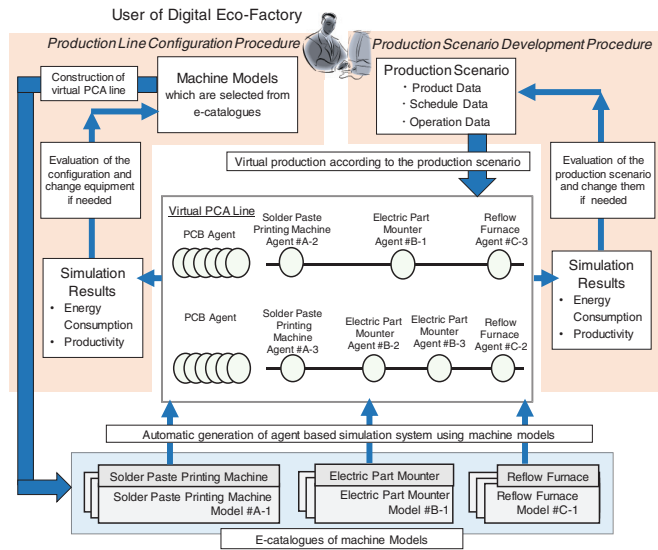 User of Digital Eco-Factory
Production Line Configuration Procedure
Production Scenario Development Procedure
Construction of
virtual PCA line
Machine Models
which are selected from
e-catalogues
Production Scenario
・ Product Data
・ Schedule Data
・ Operation Data
Evaluation of the
configuration and
change equipment
if needed
Virtual production according to the production scenario
Evaluation of the
production scenario
and change them
if needed
Virtual PCA Line
PCB Agent
Solder Paste
Printing Machine
Agent #A-2
Electric Part
Mounter
Agent #B-1
Reflow
Furnace
Agent #C-3
Simulation
Results
• Energy
Consumption
• Productivity
PCB Agent
Solder Paste
Printing
Machine
Agent #A-3
Electric Part
Mounter
Agent #B-2
Electric Part
Mounter
Agent #B-3
Reflow
Furnace
Agent #C-2
Simulation
Results
• Energy
Consumption
• Productivity
Automatic generation of agent based simulation system using machine models
Solder Paste Printing Machine
Solder Paste Printing Machine
Model #A-1
Electric Part Mounter
Electric Part Mounter
Model #B-1
Reflow Furnace
Reflow Furnace
Model #C-1
E-catalogues of machine Models